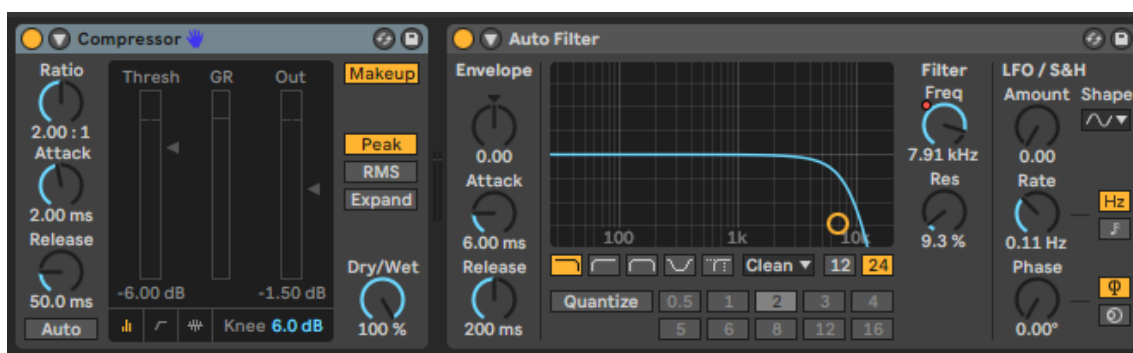 Compressor
Ratio
2.00 : 1
Attack
2.00 ms
Release
50.0 ms
Auto
Thresh GR Out
-6.00 dB -1.50 dB
Knee 6.0 dB
Makeup
Peak
RMS
Expand
Dry/Wet
100 %
Auto Filter
Envelope
0.00
Attack
6.00 ms
Release
200 ms
100 1k 10k
Clean 12 24
Quantize 0.5 1 2 3 4
5 6 8 12 16
Filter
Freq
7.91 kHz
Res
9.3 %
LFO / S&H
Amount Shape
0.00
Rate
0.11 Hz
Hz
Phase
0.00°